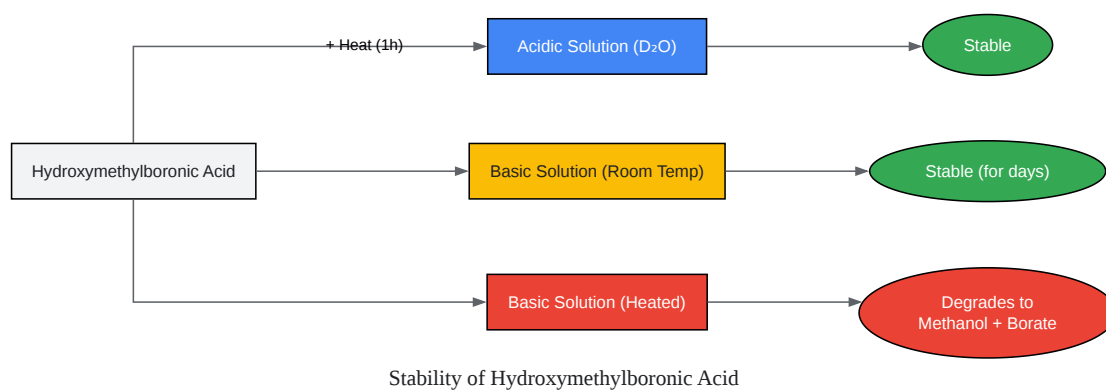 + Heat (1h)
Acidic Solution (D₂O)
Stable
Hydroxymethylboronic Acid
Basic Solution (Room Temp)
Stable (for days)
Basic Solution (Heated)
Degrades to
Methanol + Borate
Stability of Hydroxymethylboronic Acid